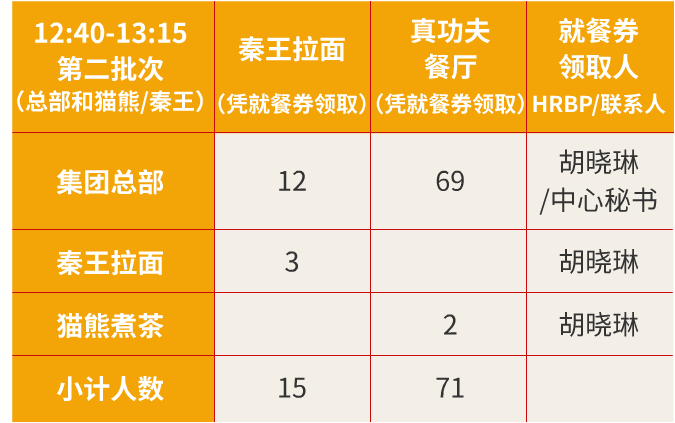 12:40-13:15
第二批次
（总部和猫熊/秦王）
秦王拉面
（凭就餐券领取）
真功夫
餐厅
（凭就餐券领取）
就餐券
领取人
HRBP/联系人
集团总部
12
69
胡晓琳
/中心秘书
秦王拉面
3
胡晓琳
猫熊煮茶
2
胡晓琳
小计人数
15
71